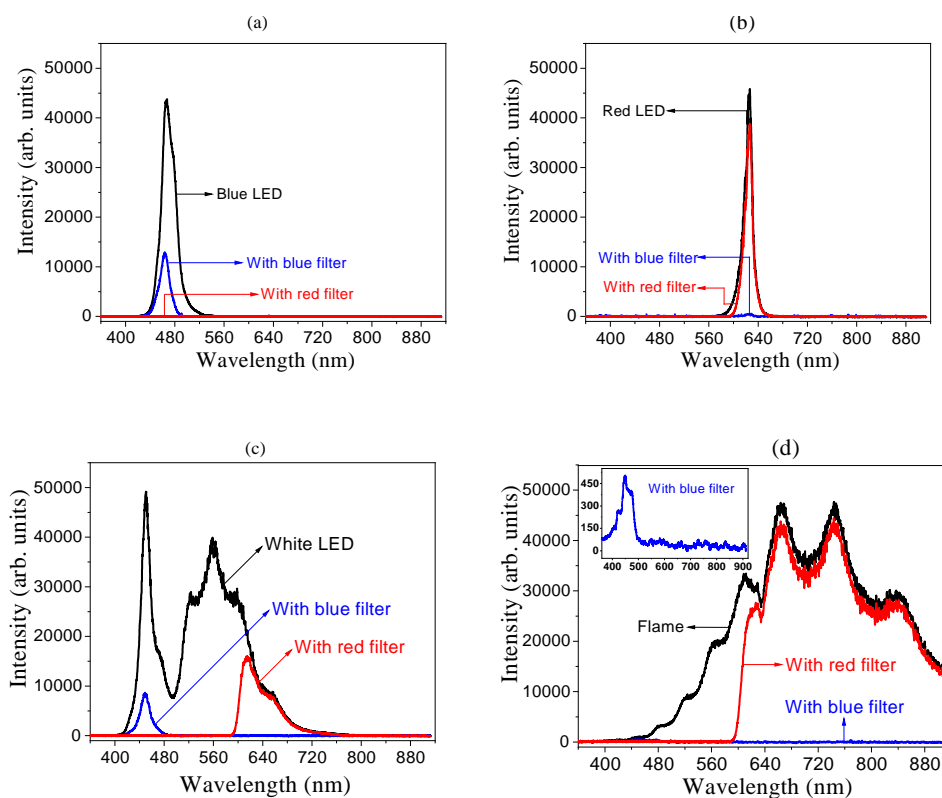 (a)
Intensity (arb. units)
50000
40000
30000
20000
10000
0
Blue LED
With blue filter
With red filter
400 480 560 640 720 800 880
Wavelength (nm)
(b)
Intensity (arb. units)
50000
40000
30000
20000
10000
0
Red LED
With blue filter
With red filter
400 480 560 640 720 800 880
Wavelength (nm)
(c)
Intensity (arb. units)
50000
40000
30000
20000
10000
0
White LED
With blue filter
With red filter
400 480 560 640 720 800 880
Wavelength (nm)
(d)
Intensity (arb. units)
50000
40000
30000
20000
10000
0
450
300
150
0
With blue filter
400 500 600 700 800 900
Flame
With red filter
With blue filter
400 480 560 640 720 800 880
Wavelength (nm)